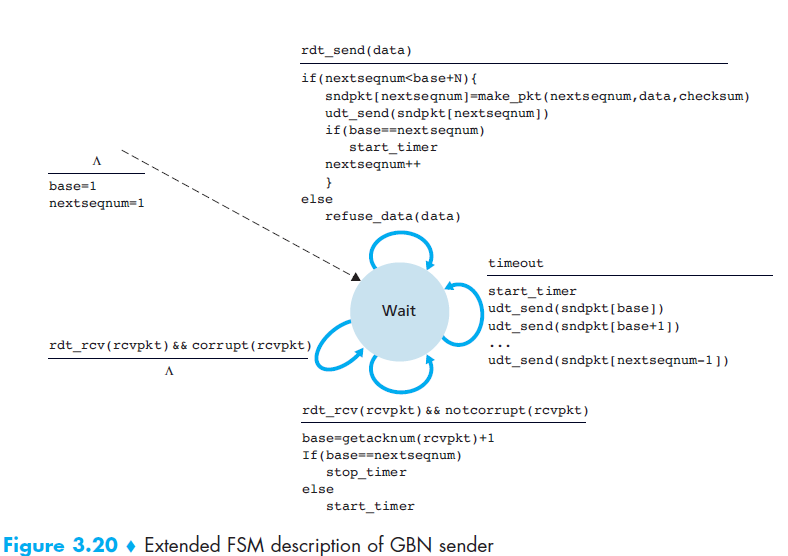 rdt_send(data)
if(nextseqnum<base+N){
sndpkt[nextseqnum]=make_pkt(nextseqnum,data,checksum)
udt_send(sndpkt[nextseqnum])
if(base==nextseqnum)
start_timer
nextseqnum++
}
else
refuse_data(data)
Λ
base=1
nextseqnum=1
timeout
start_timer
udt_send(sndpkt[base])
udt_send(sndpkt[base+1])
...
udt_send(sndpkt[nextseqnum-1])
Wait
rdt_rcv(rcvpkt)&& corrupt(rcvpkt)
Λ
rdt_rcv(rcvpkt)&& notcorrupt(rcvpkt)
base=getacknum(rcvpkt)+1
If(base==nextseqnum)
stop_timer
else
start_timer
Figure 3.20 ♦ Extended FSM description of GBN sender